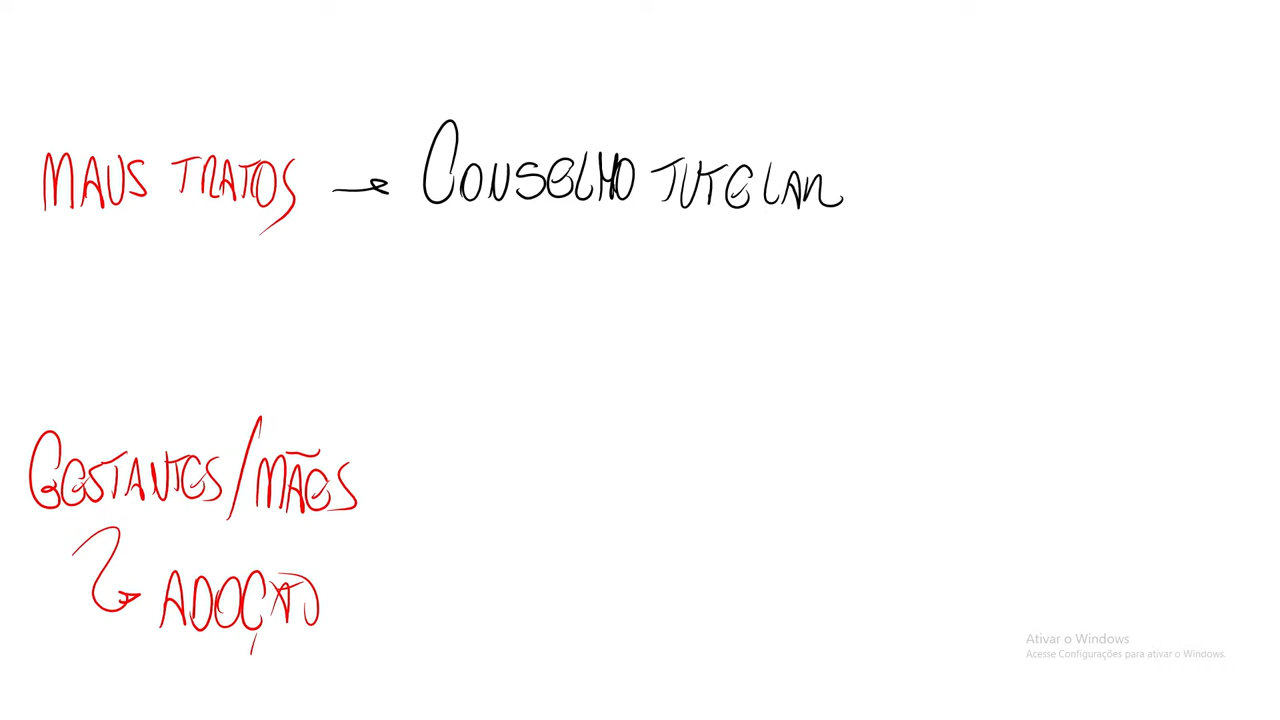 MAUS TRATOS → CONSELHO TUTELAR
GESTANTES/MÃES
↳ ADOÇÃO
Ativar o Windows
Acesse Configurações para ativar o Windows.